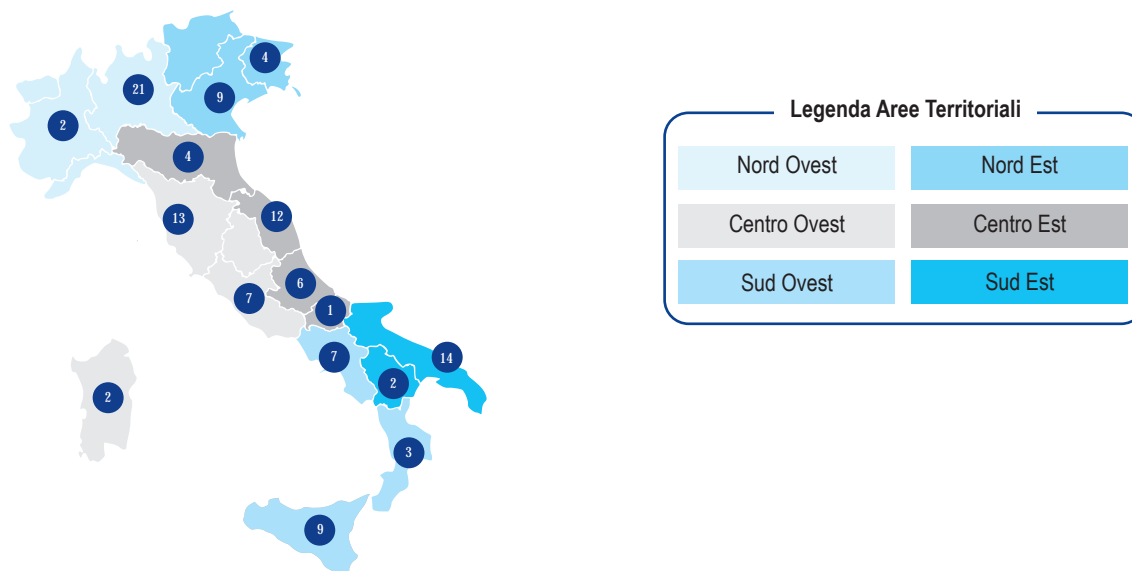 4
21
9
2
4
13
12
6
7
1
7
14
2
2
3
9
Legenda Aree Territoriali
Nord Ovest
Nord Est
Centro Ovest
Centro Est
Sud Ovest
Sud Est